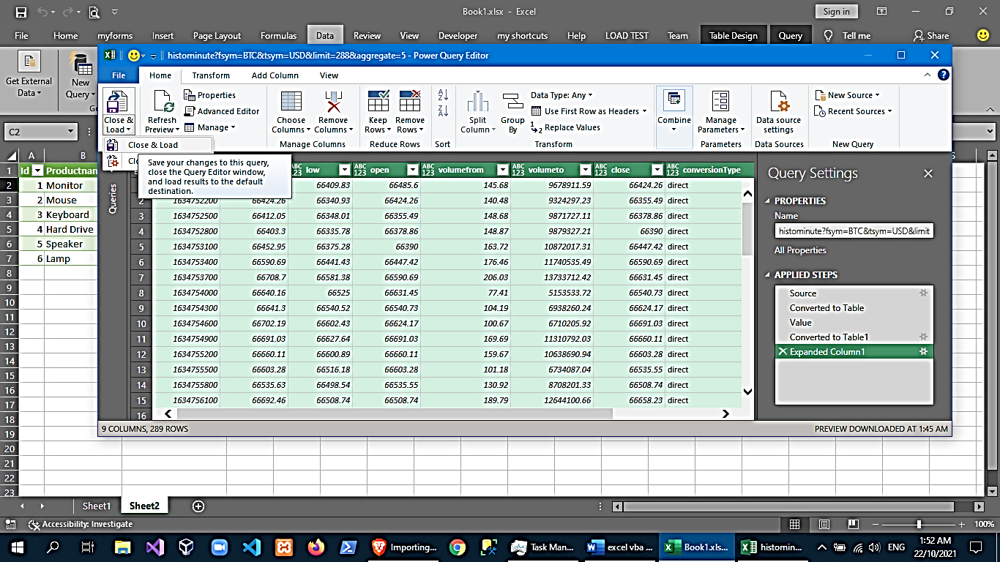 Book1.xlsx - Excel
Sign in
File Home myforms Insert Page Layout Formulas Data Review View Developer my shortcuts Help LOAD TEST Team Table Design Query Tell me Share
Get External
Data
New
Query
histominute?fsym=BTC&tsym=USD&limit=288&aggregate=5 - Power Query Editor
File Home Transform Add Column View
Close &
Load
Refresh
Preview
Properties
Advanced Editor
Manage
Choose
Columns
Remove
Columns
Manage Columns
Keep
Rows
Remove
Rows
Reduce Rows
Sort
Split
Column
Group
By
Data Type: Any
Use First Row as Headers
Replace Values
Transform
Combine
Manage
Parameters
Parameters
Data source
settings
Data Sources
New Source
Recent Sources
New Query
Close & Load
Save your changes to this query,
close the Query Editor window,
and load results to the default
destination.
C2
A B
1 Id Productnan
2 1 Monitor
3 2 Mouse
4 3 Keyboard
5 4 Hard Drive
6 5 Speaker
7 6 Lamp
8
9
10
11
12
13
14
15
16
17
18
19
20
21
22
23
Queries
ABC 123 low ABC 123 open ABC 123 volumefrom ABC 123 volumeto ABC 123 close ABC 123 conversionType
66409.83 66485.6 145.68 9678911.59 66424.26 direct
2 1634752200 66424.26 66340.93 66424.26 140.48 9324297.23 66355.49 direct
3 1634752500 66412.05 66348.01 66355.49 148.68 9871727.11 66378.86 direct
4 1634752800 66403.3 66335.78 66378.86 148.87 9879327.21 66390 direct
5 1634753100 66452.95 66375.28 66390 163.72 10872017.31 66447.42 direct
6 1634753400 66590.69 66441.43 66447.42 176.46 11740535.49 66590.69 direct
7 1634753700 66708.7 66581.38 66590.69 206.03 13733712.42 66631.45 direct
8 1634754000 66640.16 66525 66631.45 77.41 5153533.72 66540.73 direct
9 1634754300 66641.3 66540.52 66540.73 104.19 6938260.24 66624.17 direct
10 1634754600 66702.19 66602.43 66624.17 100.67 6710205.92 66691.03 direct
11 1634754900 66691.03 66627.64 66691.03 169.69 11310792.03 66660.11 direct
12 1634755200 66660.11 66600.89 66660.11 159.67 10638690.94 66603.28 direct
13 1634755500 66603.28 66516.18 66603.28 101.18 6734087.04 66535.55 direct
14 1634755800 66535.63 66498.54 66535.55 130.92 8708201.33 66508.74 direct
15 1634756100 66692.46 66508.74 66508.74 189.79 12644100.66 66658.23 direct
16
9 COLUMNS, 289 ROWS
PREVIEW DOWNLOADED AT 1:45 AM
Query Settings
PROPERTIES
Name
histominute?fsym=BTC&tsym=USD&limit
All Properties
APPLIED STEPS
Source
Converted to Table
Value
Converted to Table1
Expanded Column1
Sheet1 Sheet2
Accessibility: Investigate
100%
Importing... Task Man... excel vba ... Book1.xls... histomin...
ENG
1:52 AM
22/10/2021